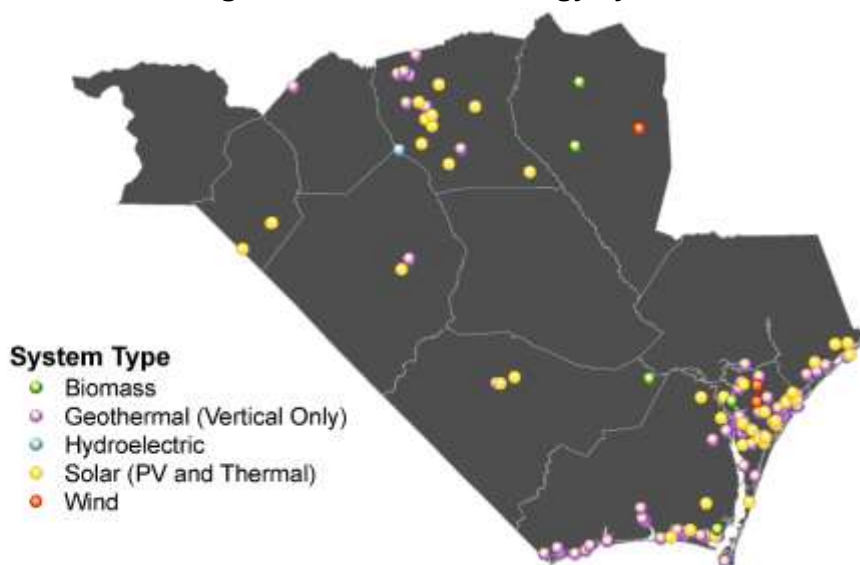 System Type
Biomass
Geothermal (Vertical Only)
Hydroelectric
Solar (PV and Thermal)
Wind